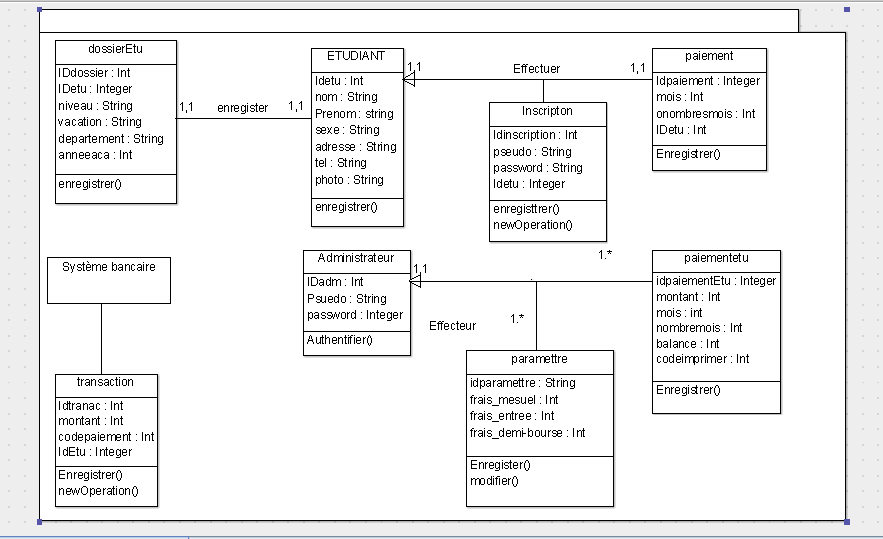 dossierEtu
IDdossier : Int
IDetu : Integer
niveau : String
vacation : String
departement : String
anneeaca : Int
enregistrer()
1,1
enregister
1,1
ETUDIANT
Idetu : Int
nom : String
Prenom : string
sexe : String
adresse : String
tel : String
photo : String
enregistrer()
1,1
Effectuer
1,1
Inscripton
Idinscription : Int
pseudo : String
password : String
Idetu : Integer
enregisttrer()
newOperation()
paiement
Idpaiement : Integer
mois : Int
onombresmois : Int
IDetu : Int
Enregistrer()
Système bancaire
transaction
Idtranac : Int
montant : Int
codepaiement : Int
IdEtu : Integer
Enregistrer()
newOperation()
Administrateur
IDadm : Int
Psuedo : String
password : Integer
Authentifier()
1,1
1.*
Effecteur
1.*
paramettre
idparamettre : String
frais_mesuel : Int
frais_entree : Int
frais_demi-bourse : Int
Enregister()
modifier()
paiementetu
idpaiementEtu : Integer
montant : Int
mois : int
nombremois : Int
balance : Int
codeimprimer : Int
Enregistrer()